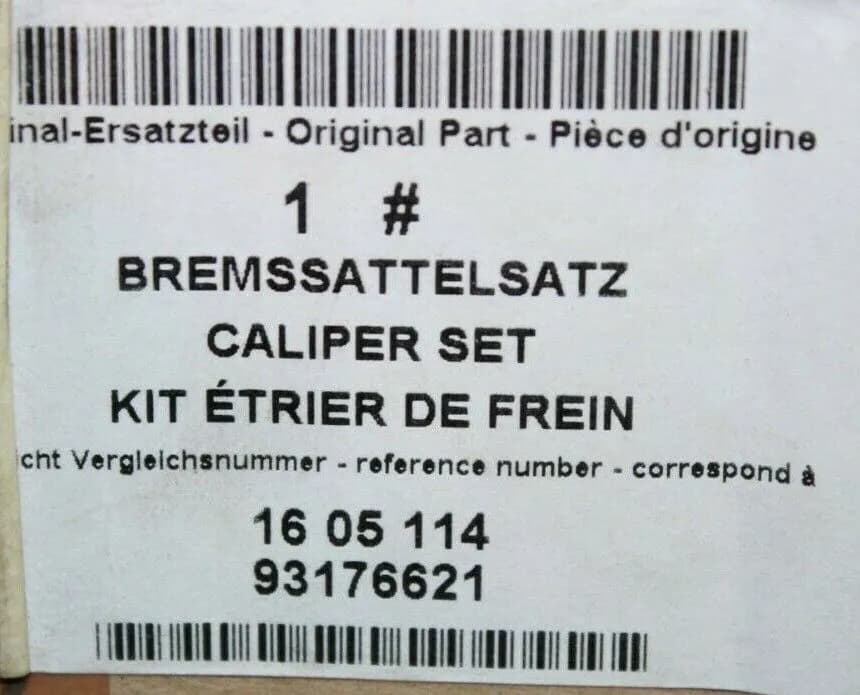 inal-Ersatzteil - Original Part - Pièce d'origine
1 #
BREMSSATTELSATZ
CALIPER SET
KIT ÉTRIER DE FREIN
cht Vergleichsnummer - reference number - correspond à
16 05 114
93176621